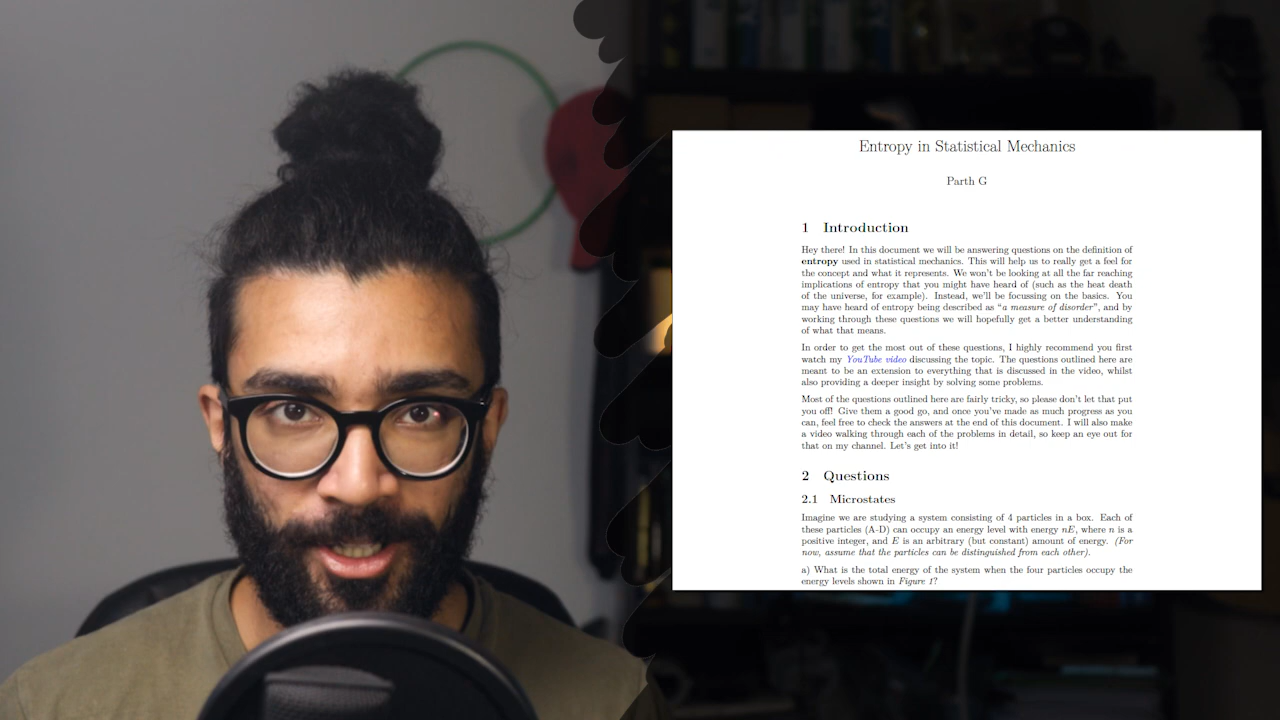 Entropy in Statistical Mechanics
Parth G
1 Introduction
Hey there! In this document we will be answering questions on the definition of
entropy used in statistical mechanics. This will help us to really get a feel for
the concept and what it represents. We won't be looking at all the far reaching
implications of entropy that you might have heard of (such as the heat death
of the universe, for example). Instead, we'll be focussing on the basics. You
may have heard of entropy being described as "a measure of disorder", and by
working through these questions we will hopefully get a better understanding
of what that means.
In order to get the most out of these questions, I highly recommend you first
watch my YouTube video discussing the topic. The questions outlined here are
meant to be an extension to everything that is discussed in the video, whilst
also providing a deeper insight by solving some problems.
Most of the questions outlined here are fairly tricky, so please don't let that put
you off! Give them a good go, and once you've made as much progress as you
can, feel free to check the answers at the end of this document. I will also make
a video walking through each of the problems in detail, so keep an eye out for
that on my channel. Let's get into it!
2 Questions
2.1 Microstates
Imagine we are studying a system consisting of 4 particles in a box. Each of
these particles (A-D) can occupy an energy level with energy nE, where n is a
positive integer, and E is an arbitrary (but constant) amount of energy. (For
now, assume that the particles can be distinguished from each other).
a) What is the total energy of the system when the four particles occupy the
energy levels shown in Figure 1?